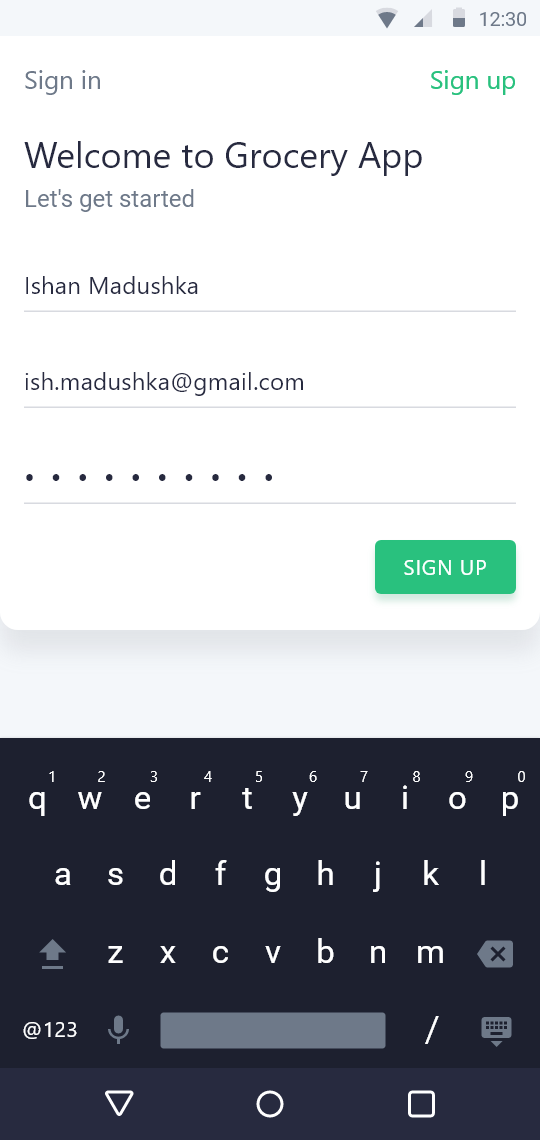 12:30
Sign in Sign up
Welcome to Grocery App
Let's get started
Ishan Madushka
ish.madushka@gmail.com
• • • • • • • • • •
SIGN UP
1 2 3 4 5 6 7 8 9 0
q w e r t y u i o p
a s d f g h j k l
z x c v b n m
@123 /